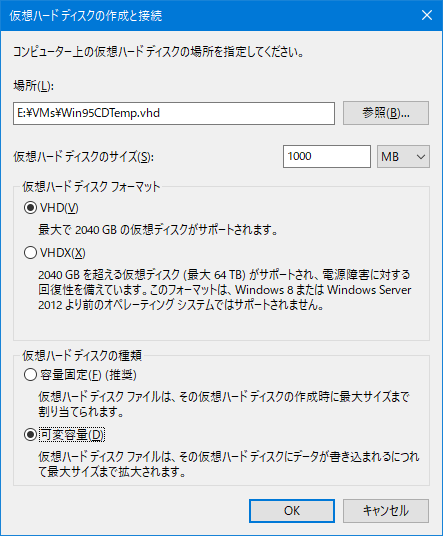 仮想ハード ディスクの作成と接続
コンピューター上の仮想ハード ディスクの場所を指定してください。
場所(L):
E:¥VMs¥Win95CDTemp.vhd
参照(B)...
仮想ハード ディスクのサイズ(S):
1000
MB
仮想ハード ディスク フォーマット
VHD(V)
最大で 2040 GB の仮想ディスクがサポートされます。
VHDX(X)
2040 GB を超える仮想ディスク (最大 64 TB) がサポートされ、電源障害に対する
回復性を備えています。このフォーマットは、Windows 8 または Windows Server
2012 より前のオペレーティング システムではサポートされません。
仮想ハード ディスクの種類
容量固定(F) (推奨)
仮想ハード ディスク ファイルは、その仮想ハード ディスクの作成時に最大サイズまで
割り当てられます。
可変容量(D)
仮想ハード ディスク ファイルは、その仮想ハード ディスクにデータが書き込まれるにつれ
て最大サイズまで拡大されます。
OK
キャンセル